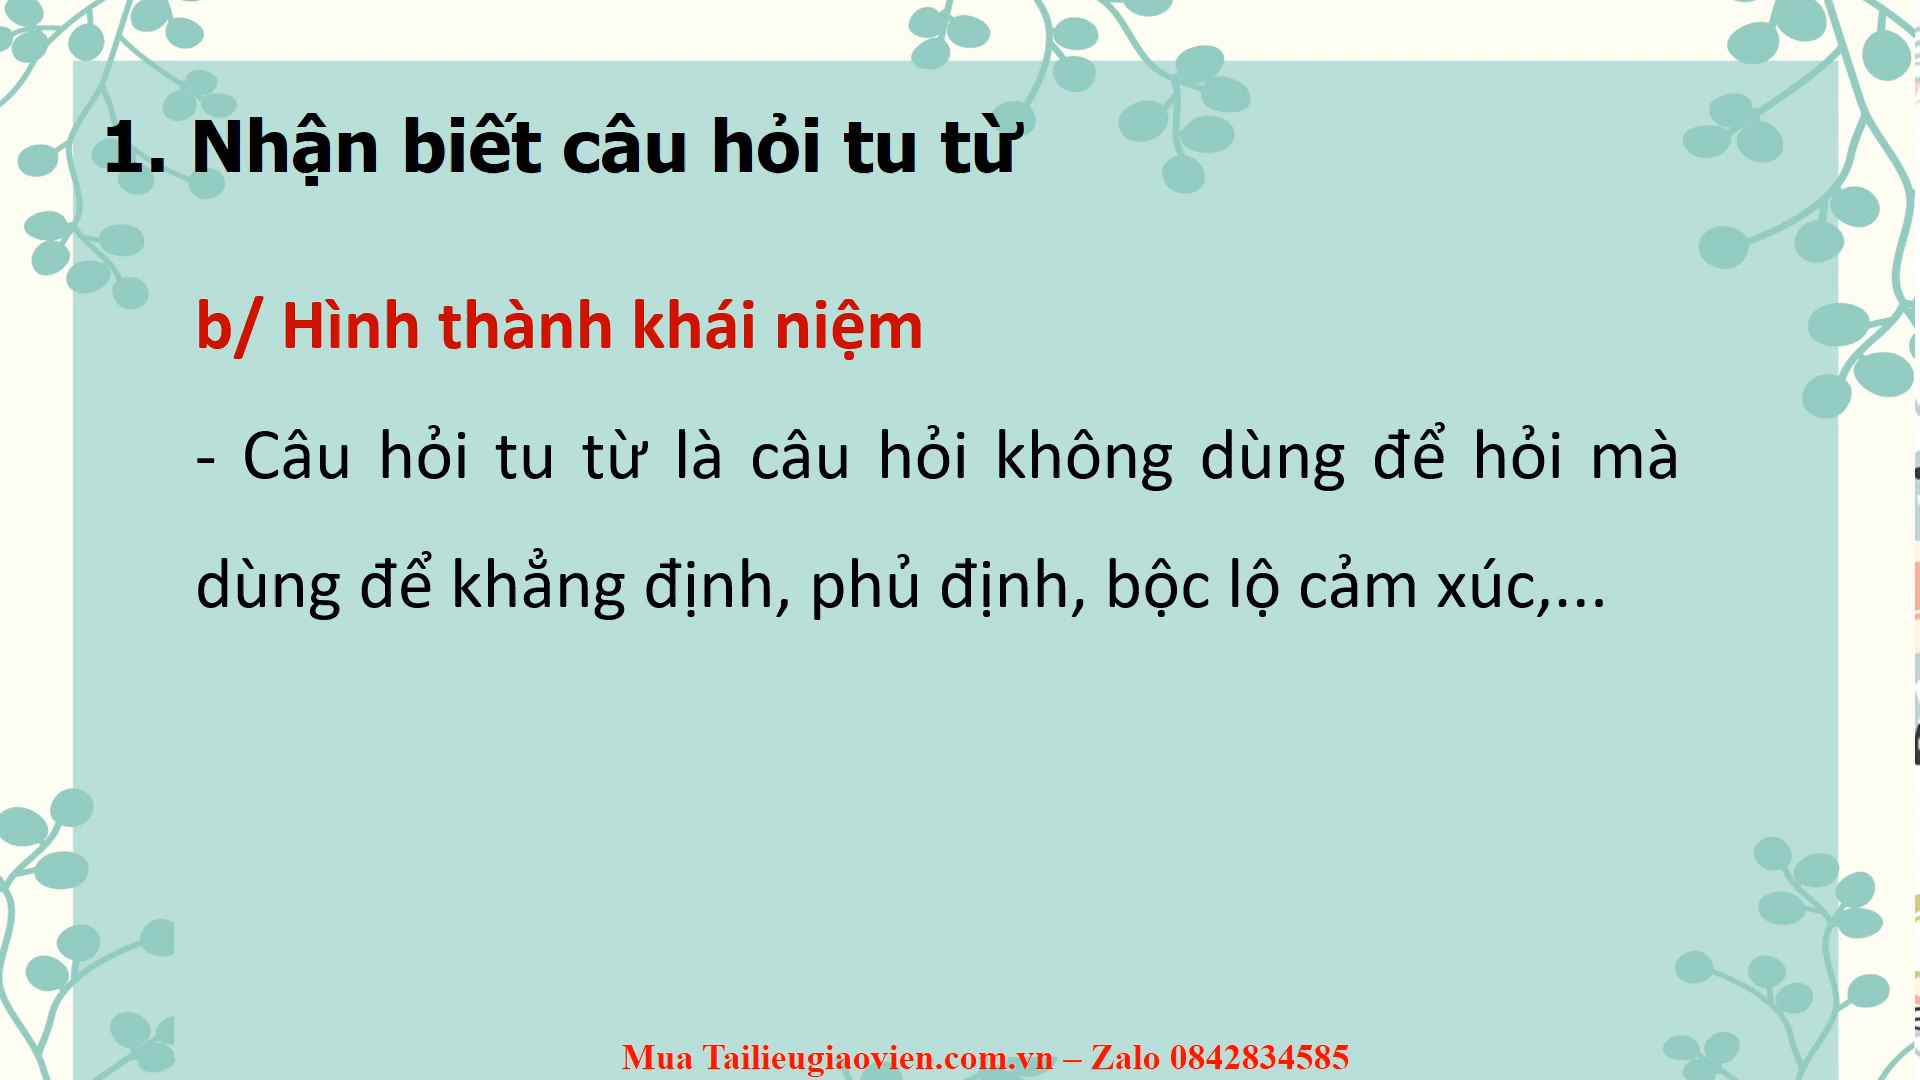 1. Nhận biết câu hỏi tu từ
b/ Hình thành khái niệm
- Câu hỏi tu từ là câu hỏi không dùng để hỏi mà
dùng để khẳng định, phủ định, bộc lộ cảm xúc,...
Mua Tailieugiaovien.com.vn – Zalo 0842834585